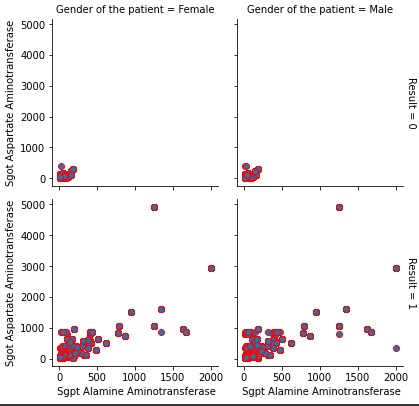 Gender of the patient = Female
Gender of the patient = Male
5000
4000
3000
2000
1000
0
Sgot Aspartate Aminotransferase
Result = 0
5000
4000
3000
2000
1000
0
Sgot Aspartate Aminotransferase
Result = 1
0 500 1000 1500 2000
0 500 1000 1500 2000
Sgpt Alamine Aminotransferase
Sgpt Alamine Aminotransferase